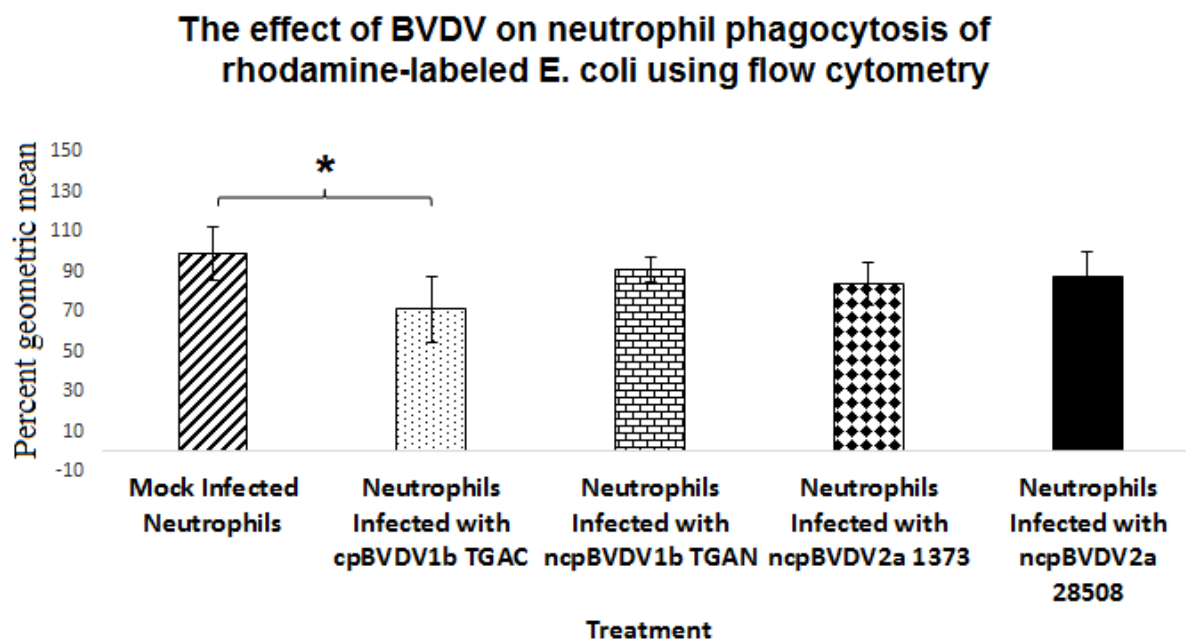 The effect of BVDV on neutrophil phagocytosis of
rhodamine-labeled E. coli using flow cytometry
Percent geometric mean
150
130
110
90
70
50
30
10
-10
*
Mock Infected
Neutrophils
Neutrophils
Infected with
cpBVDV1b TGAC
Neutrophils
Infected with
ncpBVDV1b TGAN
Neutrophils
Infected with
ncpBVDV2a 1373
Neutrophils
Infected with
ncpBVDV2a
28508
Treatment